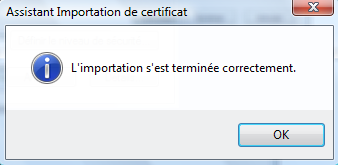 Assistant Importation de certificat
L'importation s'est terminée correctement.
OK